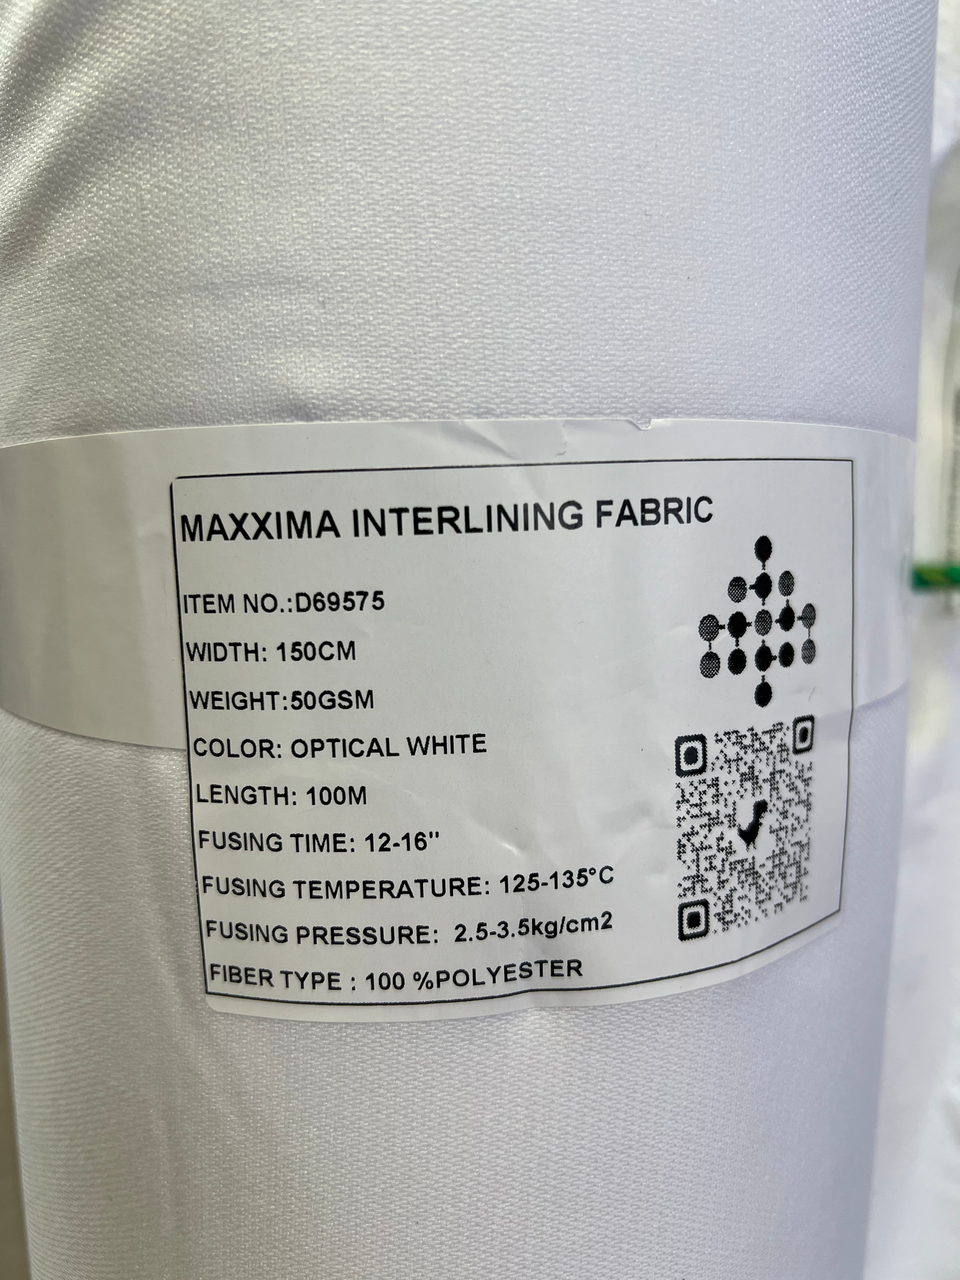 MAXXIMA INTERLINING FABRIC
ITEM NO.:D69575
WIDTH: 150CM
WEIGHT:50GSM
COLOR: OPTICAL WHITE
LENGTH: 100M
FUSING TIME: 12-16"
FUSING TEMPERATURE: 125-135°C
FUSING PRESSURE: 2.5-3.5kg/cm2
FIBER TYPE : 100 %POLYESTER